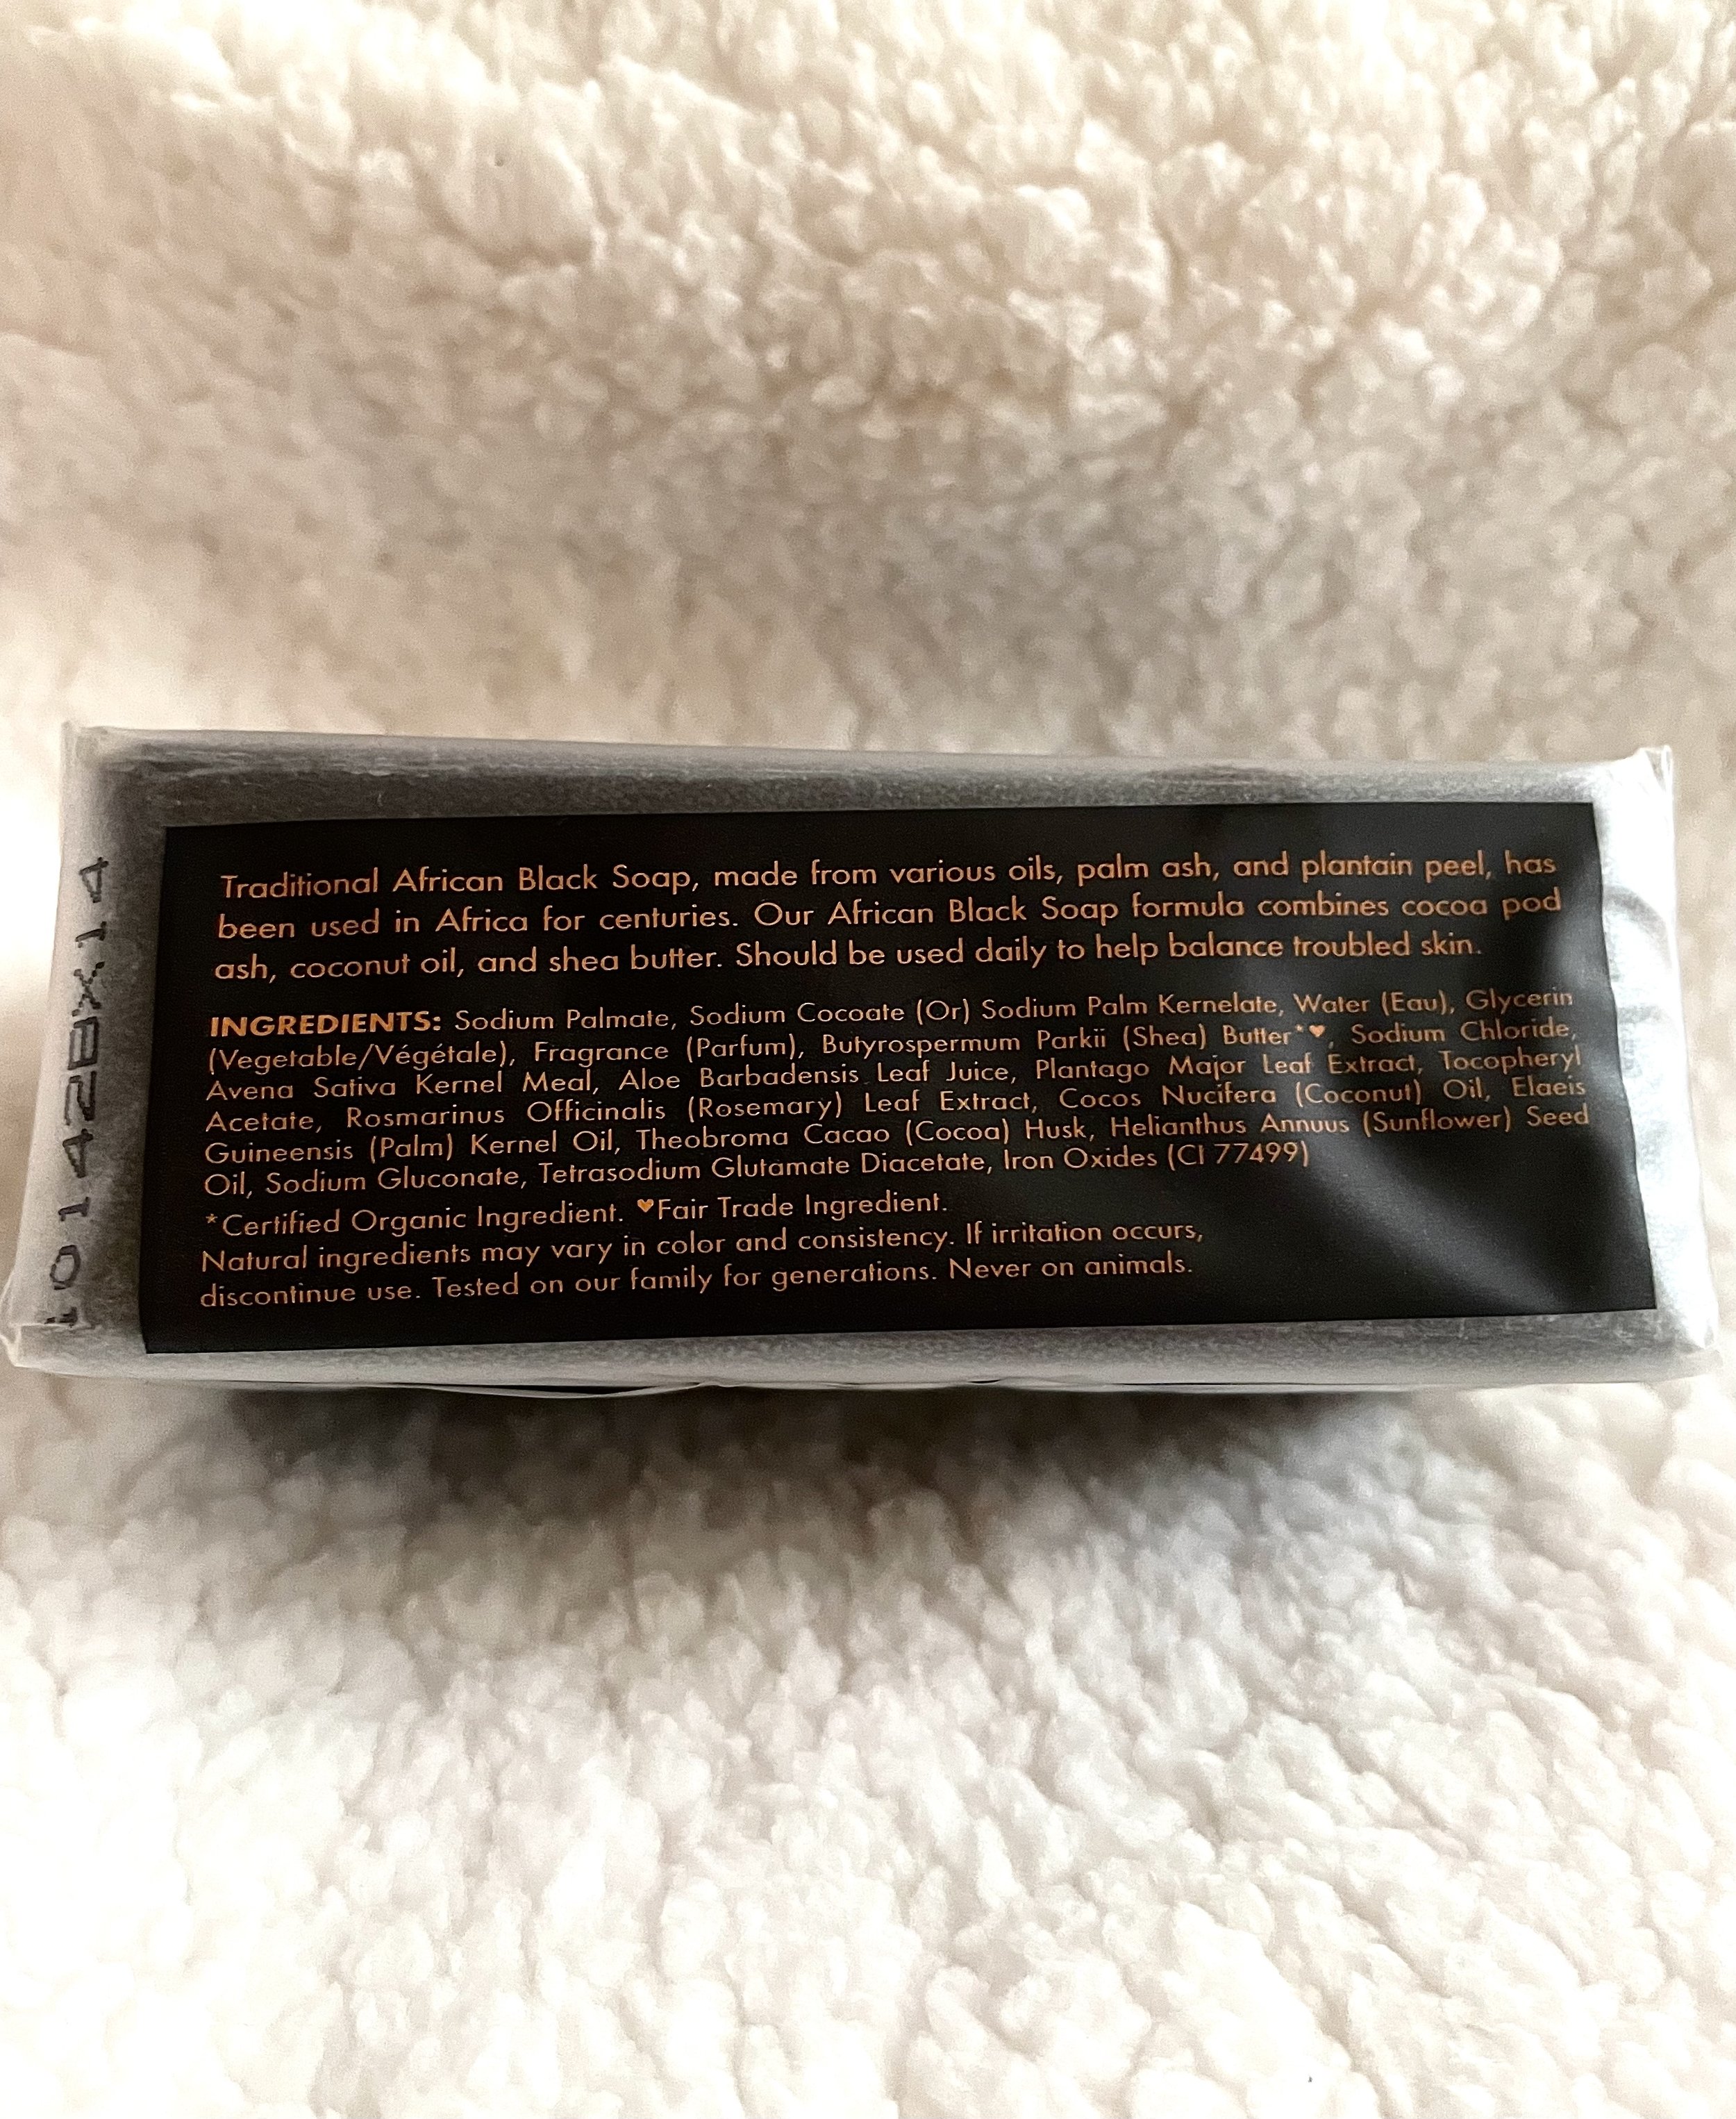 Traditional African Black Soap, made from various oils, palm ash, and plantain peel, has
been used in Africa for centuries. Our African Black Soap formula combines cocoa pod
ash, coconut oil, and shea butter. Should be used daily to help balance troubled skin.
INGREDIENTS: Sodium Palmate, Sodium Cocoate (Or) Sodium Palm Kernelate, Water (Eau), Glycerin
(Vegetable/Végétale), Fragrance (Parfum), Butyrospermum Parkii (Shea) Butter*♥, Sodium Chloride,
Avena Sativa Kernel Meal, Aloe Barbadensis Leaf Juice, Plantago Major Leaf Extract, Tocopheryl
Acetate, Rosmarinus Officinalis (Rosemary) Leaf Extract, Cocos Nucifera (Coconut) Oil, Elaeis
Guineensis (Palm) Kernel Oil, Theobroma Cacao (Cocoa) Husk, Helianthus Annuus (Sunflower) Seed
Oil, Sodium Gluconate, Tetrasodium Glutamate Diacetate, Iron Oxides (CI 77499)
*Certified Organic Ingredient. ♥Fair Trade Ingredient.
Natural ingredients may vary in color and consistency. If irritation occurs,
discontinue use. Tested on our family for generations. Never on animals.